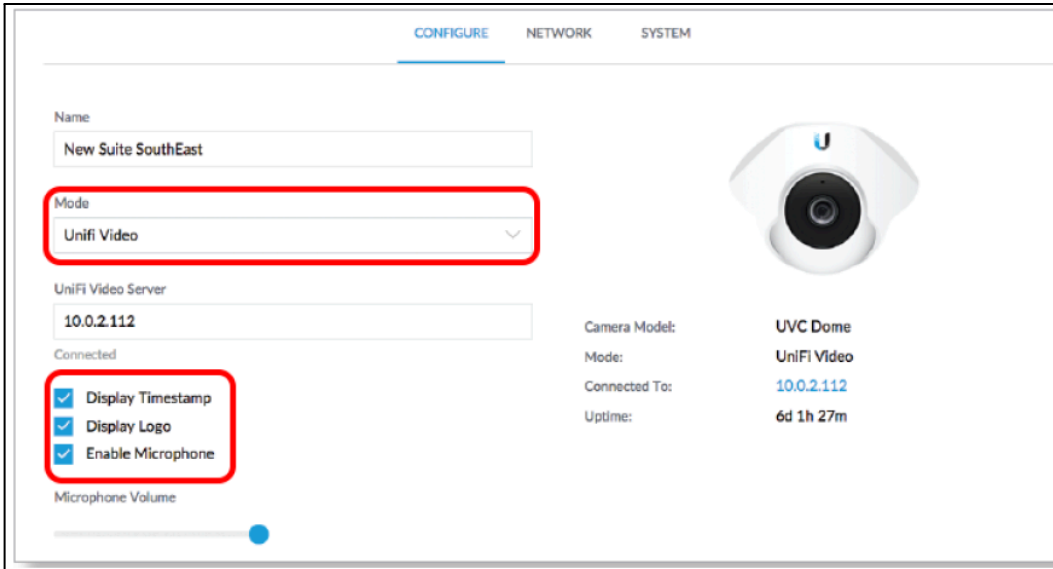 CONFIGURE NETWORK SYSTEM
Name
New Suite SouthEast
Mode
Unifi Video
UniFi Video Server
10.0.2.112
Connected
Display Timestamp
Display Logo
Enable Microphone
Microphone Volume
U
Camera Model: UVC Dome
Mode: UniFi Video
Connected To: 10.0.2.112
Uptime: 6d 1h 27m